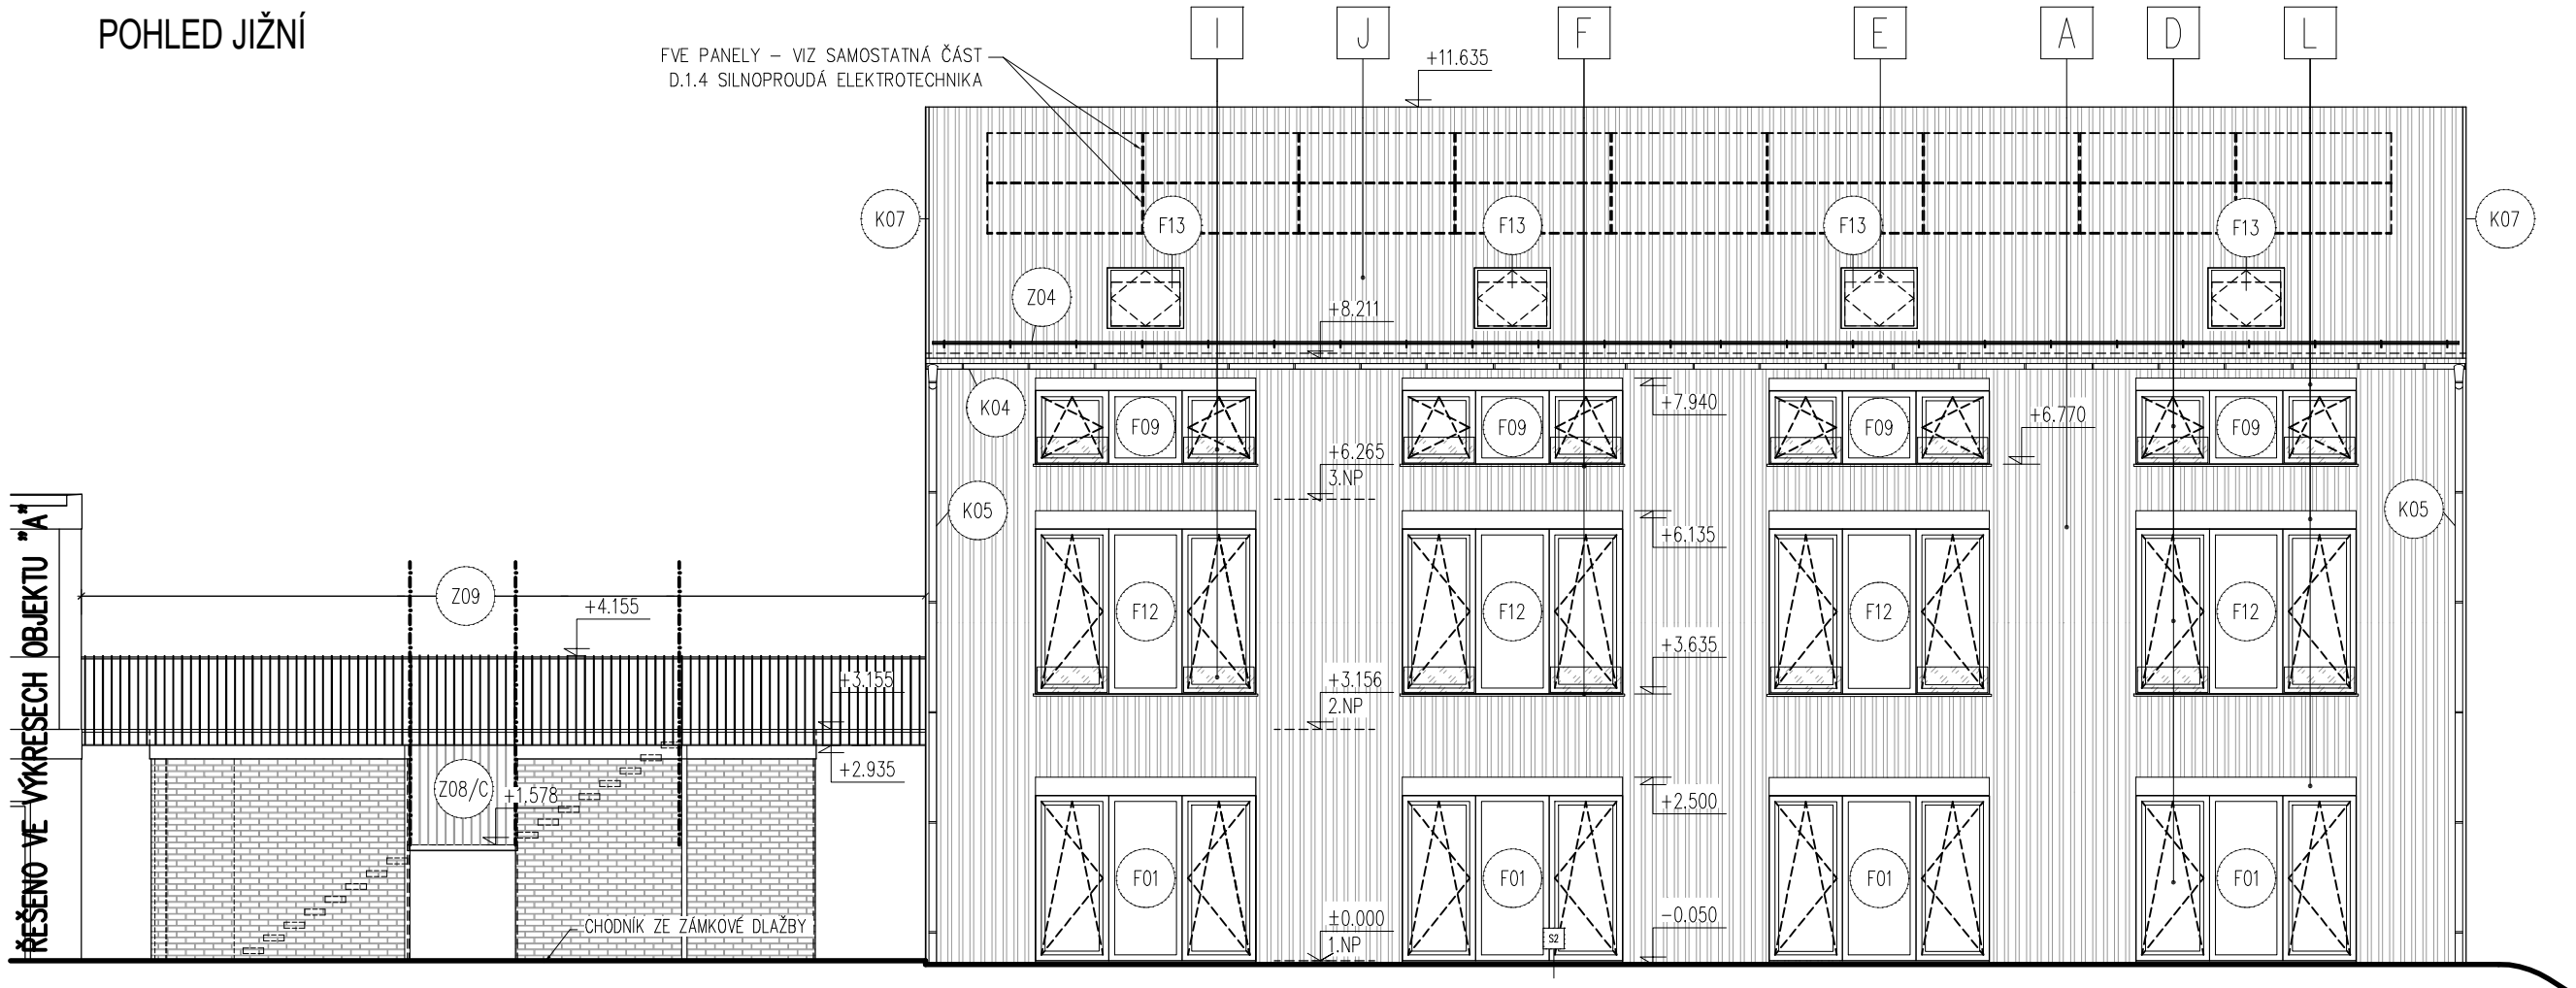 POHLED JIŽNÍ
I
J
F
E
A
D
L
FVE PANELY – VIZ SAMOSTATNÁ ČÁST
D.1.4 SILNOPROUDÁ ELEKTROTECHNIKA
+11.635
K07
F13
F13
F13
F13
K07
Z04
+8.211
K04
F09
F09
+7.940
F09
+6.770
F09
+6.265
3.NP
K05
K05
+6.135
ŘEŠENO VE VÝKRESECH OBJEKTU "A"
Z09
+4.155
F12
F12
F12
F12
+3.635
+3.155
+3.156
2.NP
+2.935
Z08/C
+1,578
+2.500
F01
F01
F01
F01
CHODNÍK ZE ZÁMKOVÉ DLAŽBY
±0.000
1.NP
-0.050
S2